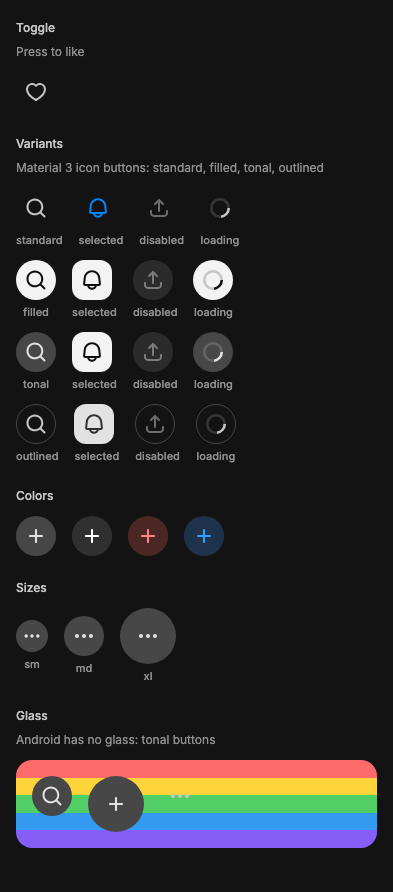 Toggle
Press to like
Variants
Material 3 icon buttons: standard, filled, tonal, outlined
standard selected disabled loading
filled selected disabled loading
tonal selected disabled loading
outlined selected disabled loading
Colors
Sizes
sm md xl
Glass
Android has no glass: tonal buttons